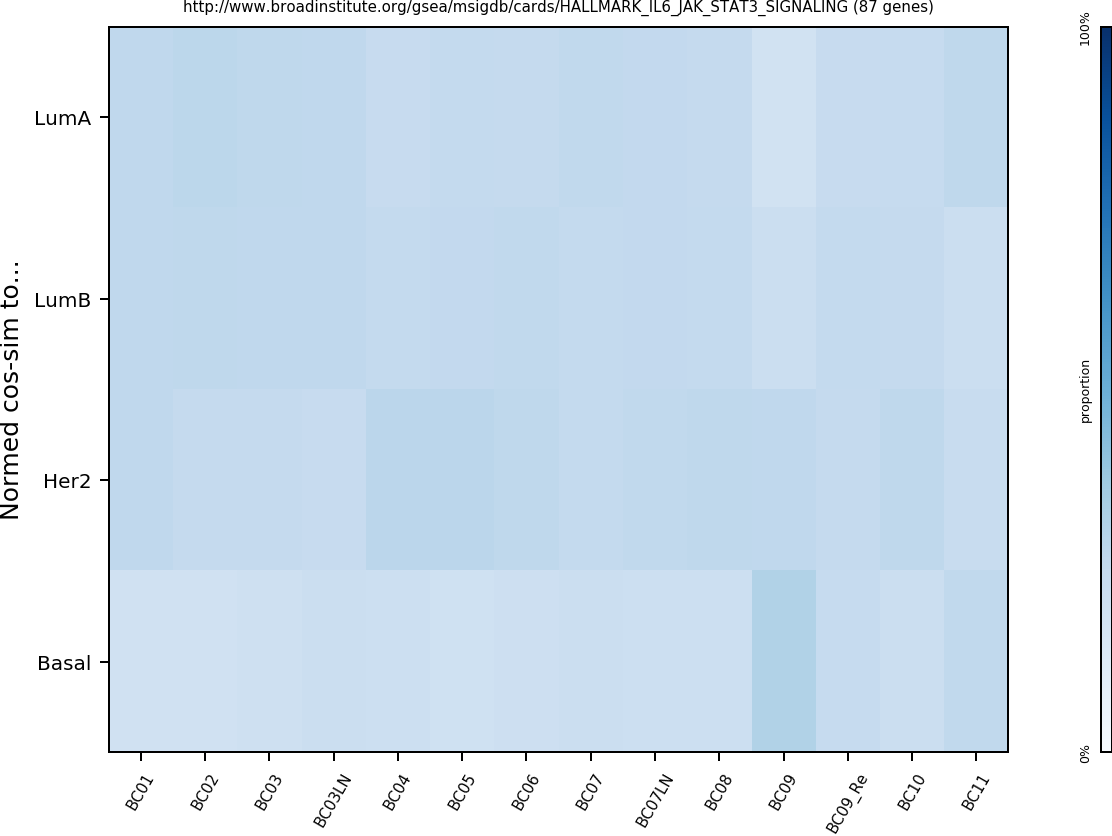 http://www.broadinstitute.org/gsea/msigdb/cards/HALLMARK_IL6_JAK_STAT3_SIGNALING (87 genes)
Normed cos-sim to...
LumA
LumB
Her2
Basal
BC01
BC02
BC03
BC03LN
BC04
BC05
BC06
BC07
BC07LN
BC08
BC09
BC09_Re
BC10
BC11
100%
proportion
0%